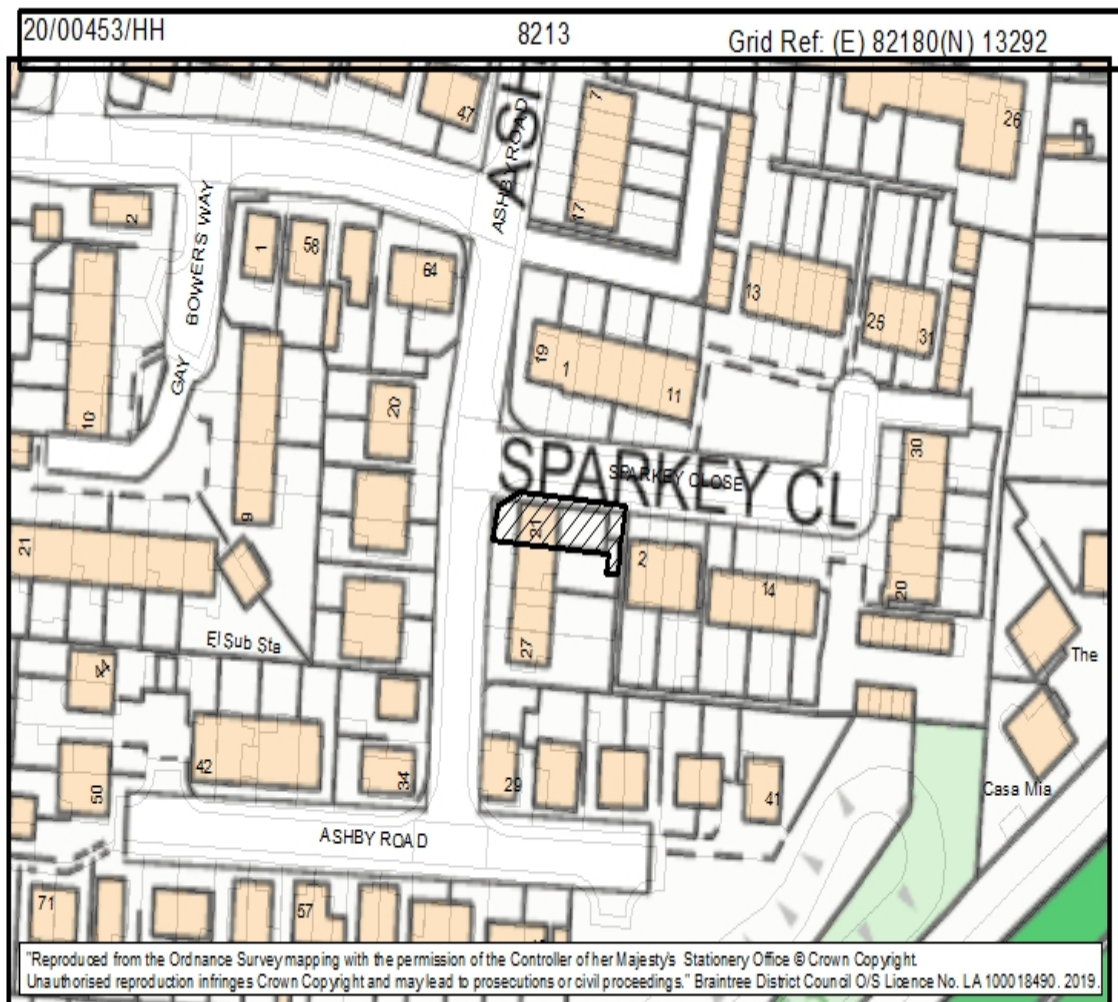 20/00453/HH
8213
Grid Ref: (E) 82180(N) 13292
47
ASHBY ROAD
7
17
26
2
BOWERS WAY
GAY
1
58
64
13
25
31
19
1
11
10
20
9
SPARKEY CL
SPARKEY CLOSE
30
21
21
2
14
20
27
El Sub Sta
44
The
42
34
29
41
50
Casa Mia
ASHBY ROAD
71
57
"Reproduced from the Ordnance Survey mapping with the permission of the Controller of her Majesty's Stationery Office © Crown Copyright.
Unauthorised reproduction infringes Crown Copyright and may lead to prosecutions or civil proceedings." Braintree District Council O/S Licence No. LA 100018490. 2019.